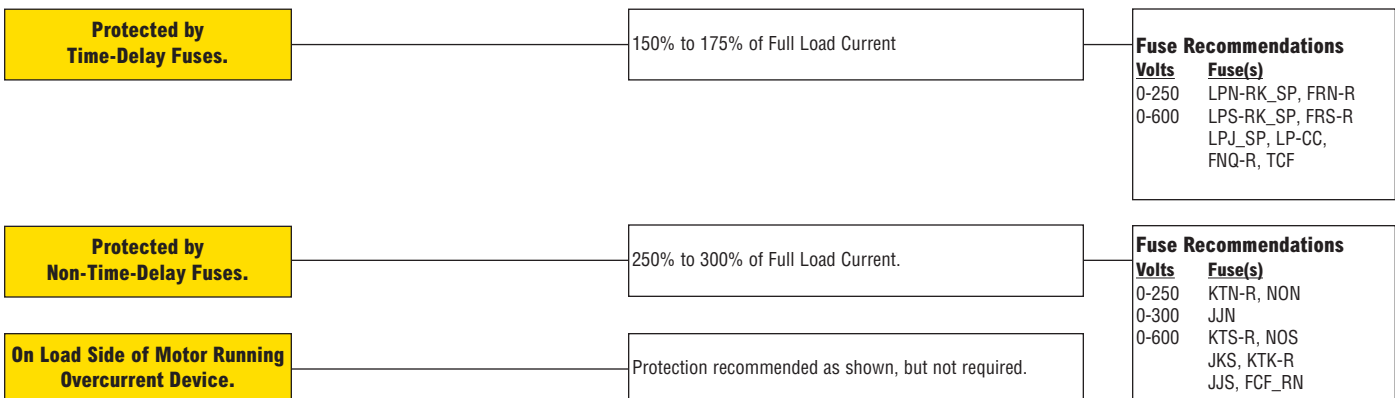 Protected by
Time-Delay Fuses.
150% to 175% of Full Load Current
Fuse Recommendations
Volts Fuse(s)
0-250 LPN-RK_SP, FRN-R
0-600 LPS-RK_SP, FRS-R
LPJ_SP, LP-CC,
FNQ-R, TCF
Protected by
Non-Time-Delay Fuses.
250% to 300% of Full Load Current.
Fuse Recommendations
Volts Fuse(s)
0-250 KTN-R, NON
0-300 JJN
0-600 KTS-R, NOS
JKS, KTK-R
JJS, FCF_RN
On Load Side of Motor Running
Overcurrent Device.
Protection recommended as shown, but not required.